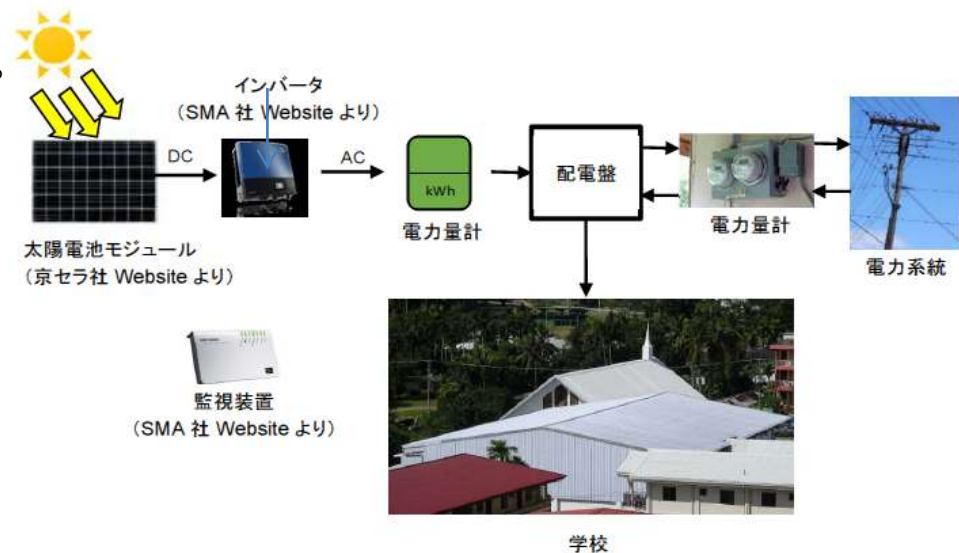 インバータ
（SMA 社 Website より）
DC
AC
kWh
配電盤
電力量計
電力量計
電力系統
太陽電池モジュール
（京セラ社 Website より）
監視装置
（SMA 社 Website より）
学校